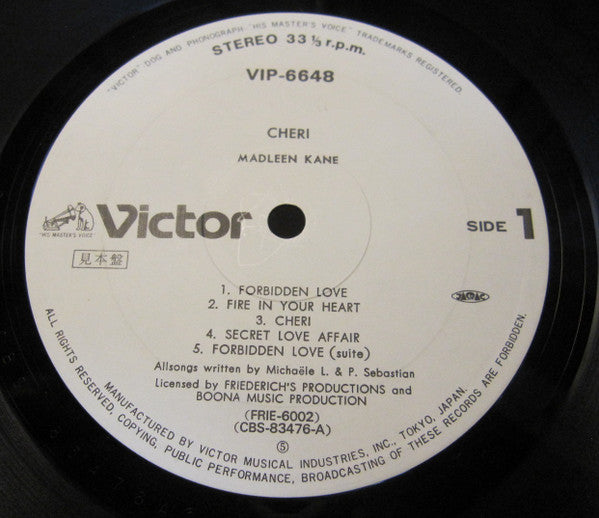 "VICTOR" DOG AND PHONOGRAPH-"HIS MASTER'S VOICE" TRADEMARKS REGISTERED.
STEREO 33 1/3 r.p.m.
VIP-6648
CHERI
MADLEEN KANE
"HIS MASTER'S VOICE"
Victor
SIDE 1
見本盤
JASRAC
1. FORBIDDEN LOVE
2. FIRE IN YOUR HEART
3. CHERI
4. SECRET LOVE AFFAIR
5. FORBIDDEN LOVE (suite)
Allsongs written by Michaële L. & P. Sebastian
Licensed by FRIEDERICH'S PRODUCTIONS and
BOONA MUSIC PRODUCTION
(FRIE-6002)
(CBS-83476-A)
⑤
MANUFACTURED BY VICTOR MUSICAL INDUSTRIES, INC., TOKYO, JAPAN.
ALL RIGHTS RESERVED, COPYING, PUBLIC PERFORMANCE, BROADCASTING OF THESE RECORDS ARE FORBIDDEN.